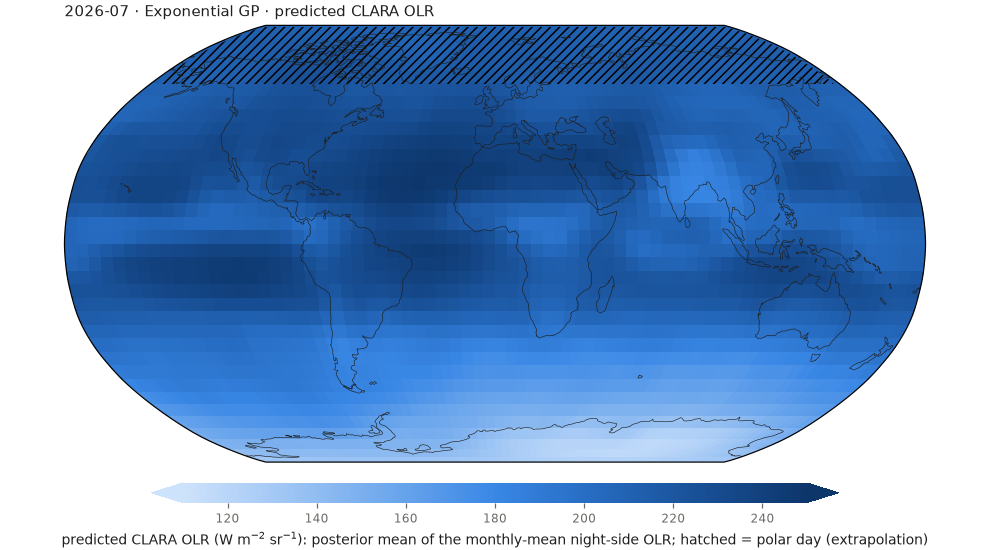 2026-07 · Exponential GP · predicted CLARA OLR
120 140 160 180 200 220 240
predicted CLARA OLR (W m⁻² sr⁻¹): posterior mean of the monthly-mean night-side OLR; hatched = polar day (extrapolation)